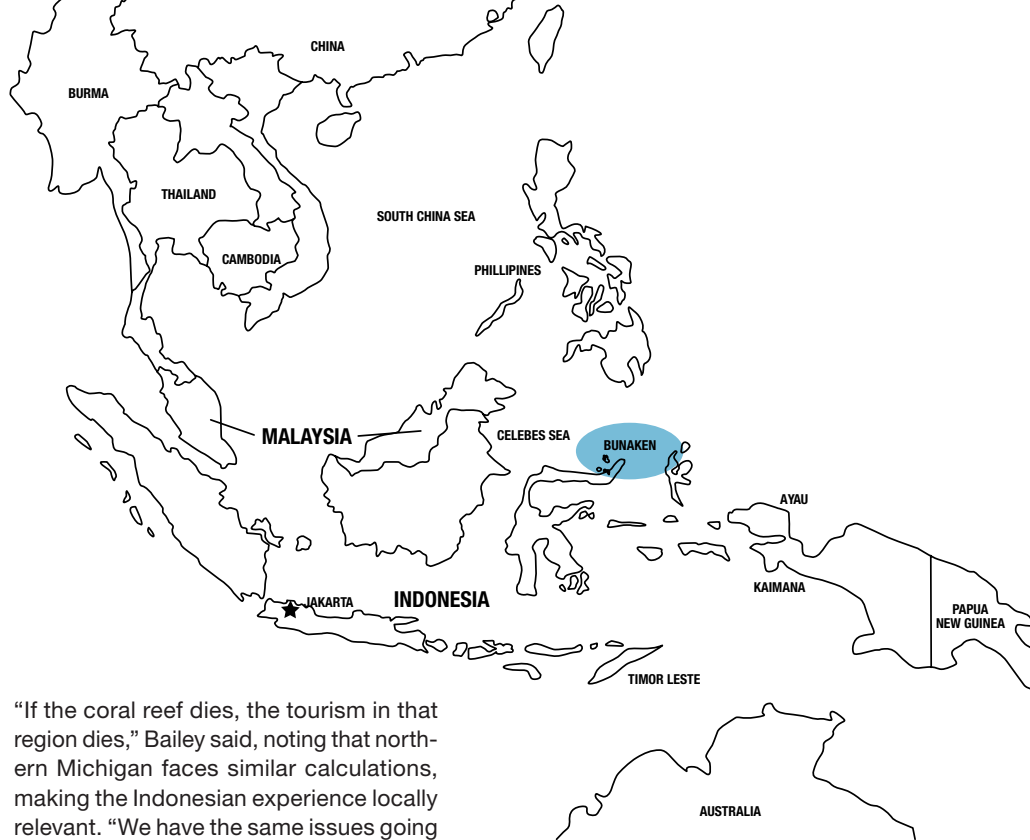 CHINA
BURMA
THAILAND
SOUTH CHINA SEA
CAMBODIA
PHILLIPINES
MALAYSIA
CELEBES SEA
BUNAKEN
AYAU
KAIMANA
JAKARTA
INDONESIA
PAPUA
NEW GUINEA
TIMOR LESTE
“If the coral reef dies, the tourism in that
region dies,” Bailey said, noting that north-
ern Michigan faces similar calculations,
making the Indonesian experience locally
relevant. “We have the same issues going
AUSTRALIA